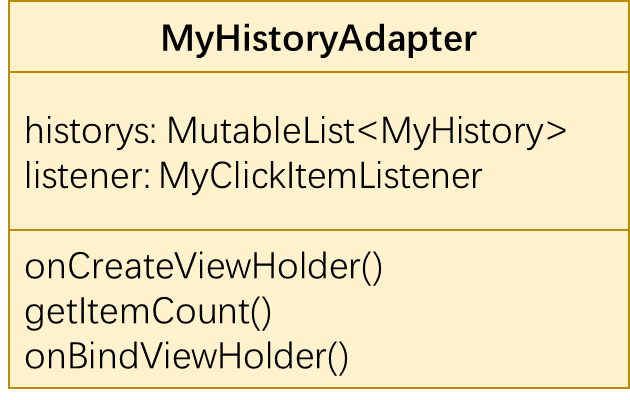 MyHistoryAdapter
historys: MutableList<MyHistory>
listener: MyClickItemListener
onCreateViewHolder()
getItemCount()
onBindViewHolder()